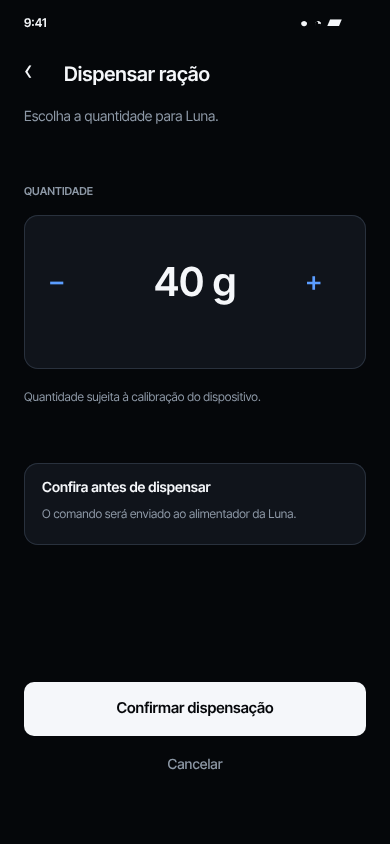 9:41
Dispensar ração
Escolha a quantidade para Luna.
QUANTIDADE
− 40 g +
Quantidade sujeita à calibração do dispositivo.
Confira antes de dispensar
O comando será enviado ao alimentador da Luna.
Confirmar dispensação
Cancelar